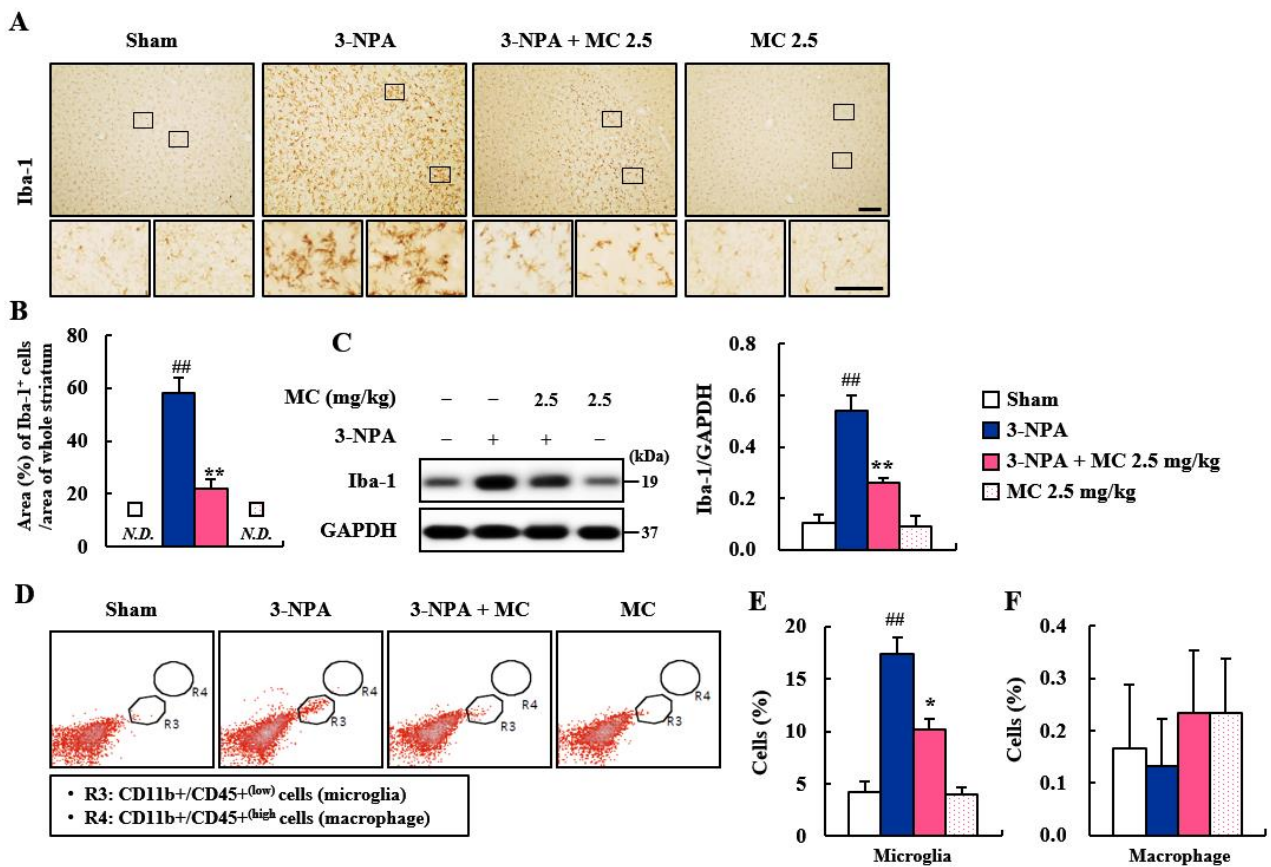 A
Sham 3-NPA 3-NPA + MC 2.5 MC 2.5
Iba-1
B
Area (%) of Iba-1⁺ cells
/area of whole striatum
80
60
40
20
0
##
**
N.D. N.D.
C
MC (mg/kg) – – 2.5 2.5
3-NPA – + + –
(kDa)
Iba-1 19
GAPDH 37
Iba-1/GAPDH
0.8
0.6
0.4
0.2
0.0
##
**
Sham
3-NPA
3-NPA + MC 2.5 mg/kg
MC 2.5 mg/kg
D
Sham 3-NPA 3-NPA + MC MC
R4 R4 R4 R4
R3 R3 R3 R3
• R3: CD11b+/CD45+⁽ˡᵒʷ⁾ cells (microglia)
• R4: CD11b+/CD45+⁽ʰⁱᵍʰ cells (macrophage)
E
Cells (%)
20
15
10
5
0
##
*
Microglia
F
Cells (%)
0.4
0.3
0.2
0.1
0.0
Macrophage